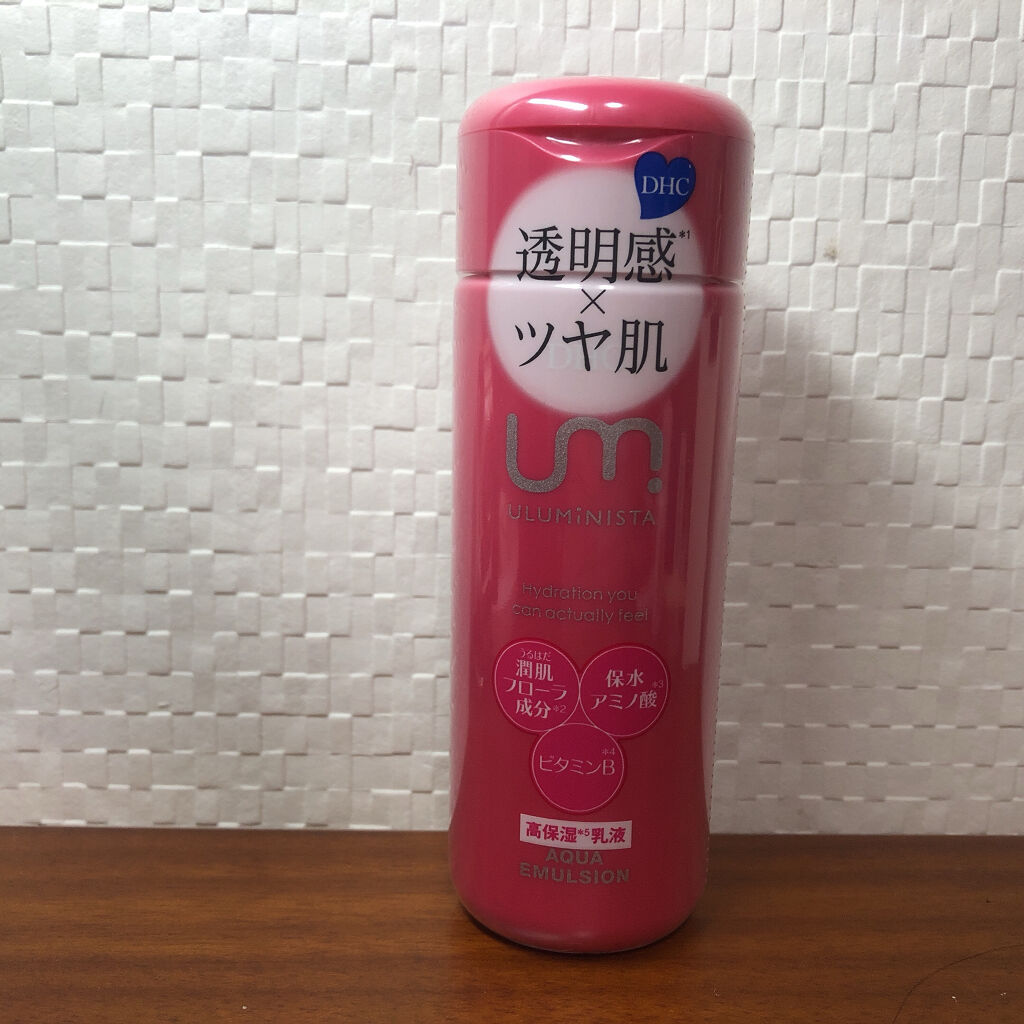 DHC
透明感*1
×
ツヤ肌
um.
ULUMiNISTA
Hydration you
can actually feel
うるはだ
潤肌
フローラ
成分*2
保水
アミノ酸*3
ビタミンB*4
高保湿*5乳液
AQUA
EMULSION